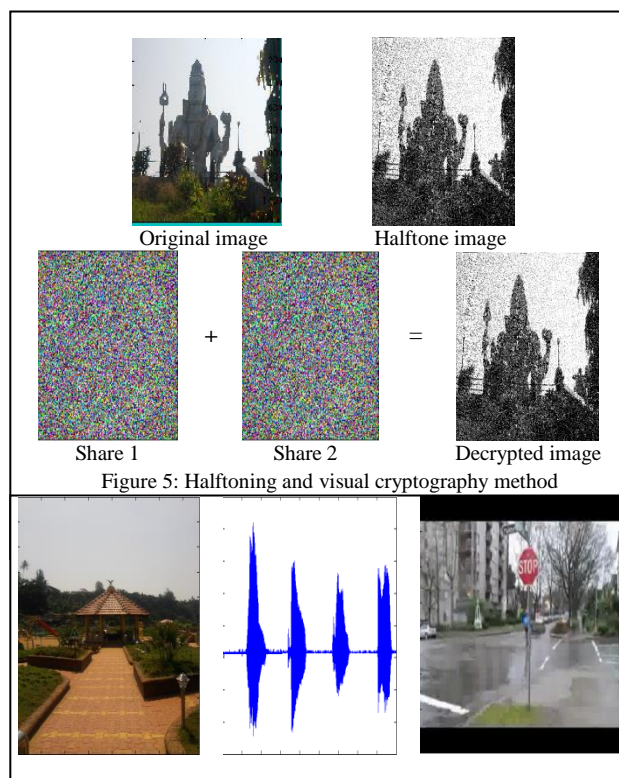 Original image
Halftone image
+
=
Share 1
Share 2
Decrypted image
Figure 5: Halftoning and visual cryptography method
STOP